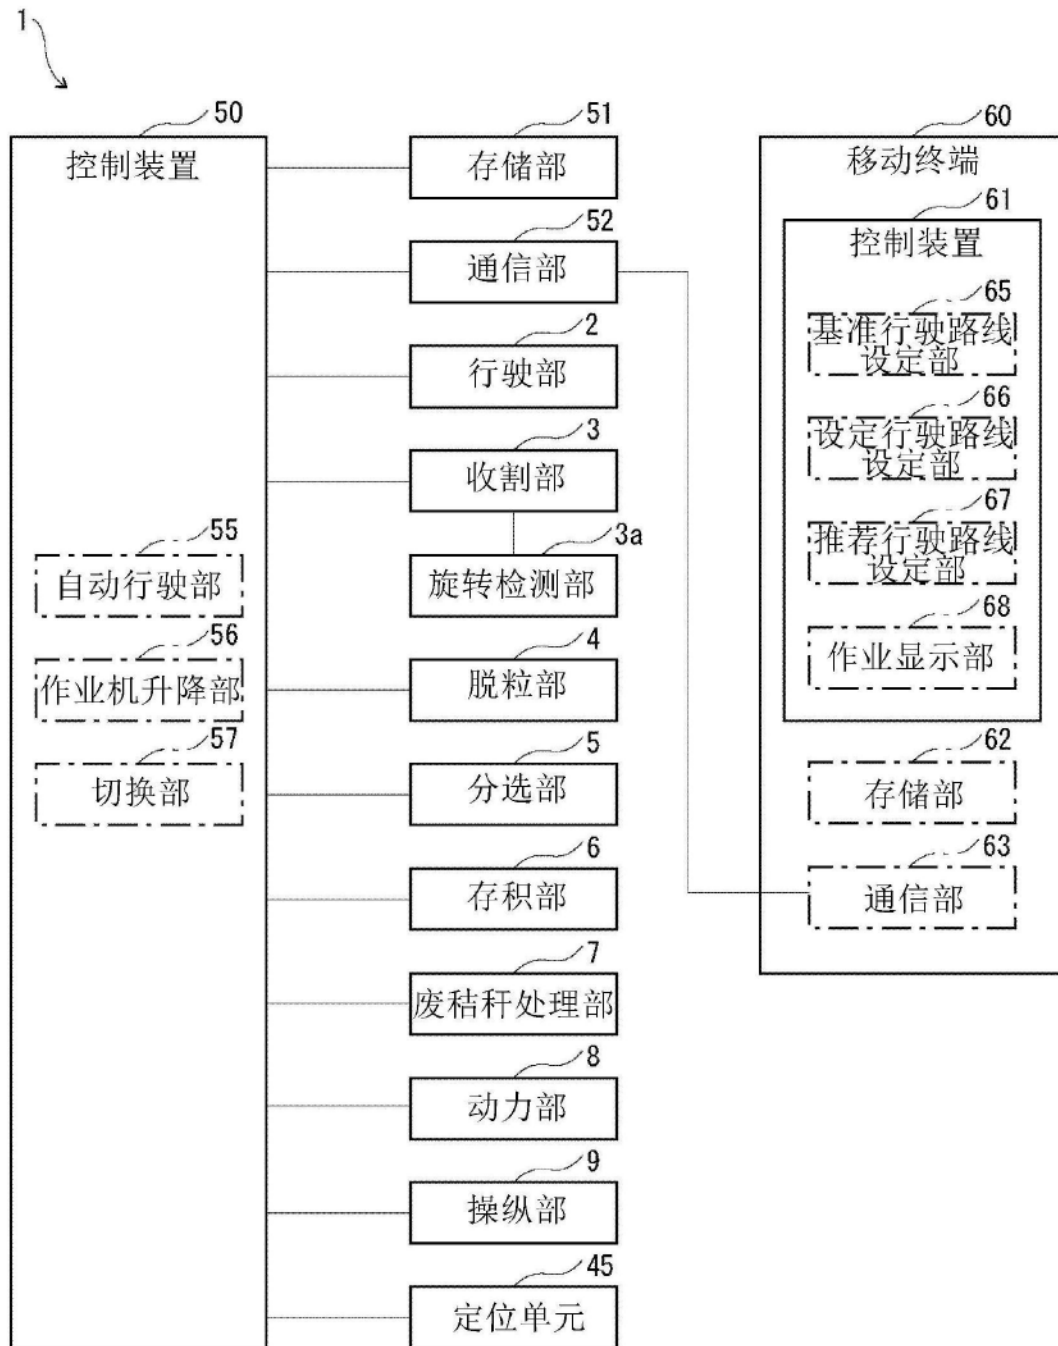 1
50
控制装置
55
自动行驶部
56
作业机升降部
57
切换部
51
存储部
52
通信部
2
行驶部
3
收割部
3a
旋转检测部
4
脱粒部
5
分选部
6
存积部
7
废秸秆处理部
8
动力部
9
操纵部
45
定位单元
60
移动终端
61
控制装置
65
基准行驶路线
设定部
66
设定行驶路线
设定部
67
推荐行驶路线
设定部
68
作业显示部
62
存储部
63
通信部